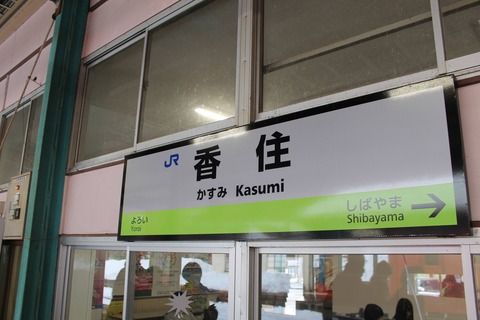 JR 香住
かすみ Kasumi
よろい
Yoroi
しばやま
Shibayama